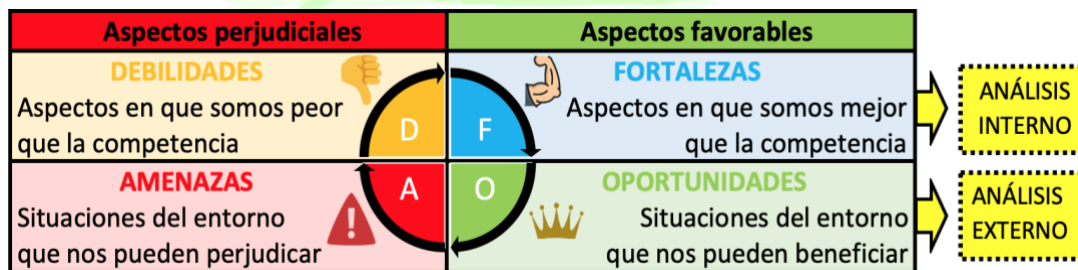 Aspectos perjudiciales
Aspectos favorables
DEBILIDADES
Aspectos en que somos peor
que la competencia
D
F
FORTALEZAS
Aspectos en que somos mejor
que la competencia
ANÁLISIS
INTERNO
AMENAZAS
Situaciones del entorno
que nos pueden perjudicar
A
O
OPORTUNIDADES
Situaciones del entorno
que nos pueden beneficiar
ANÁLISIS
EXTERNO